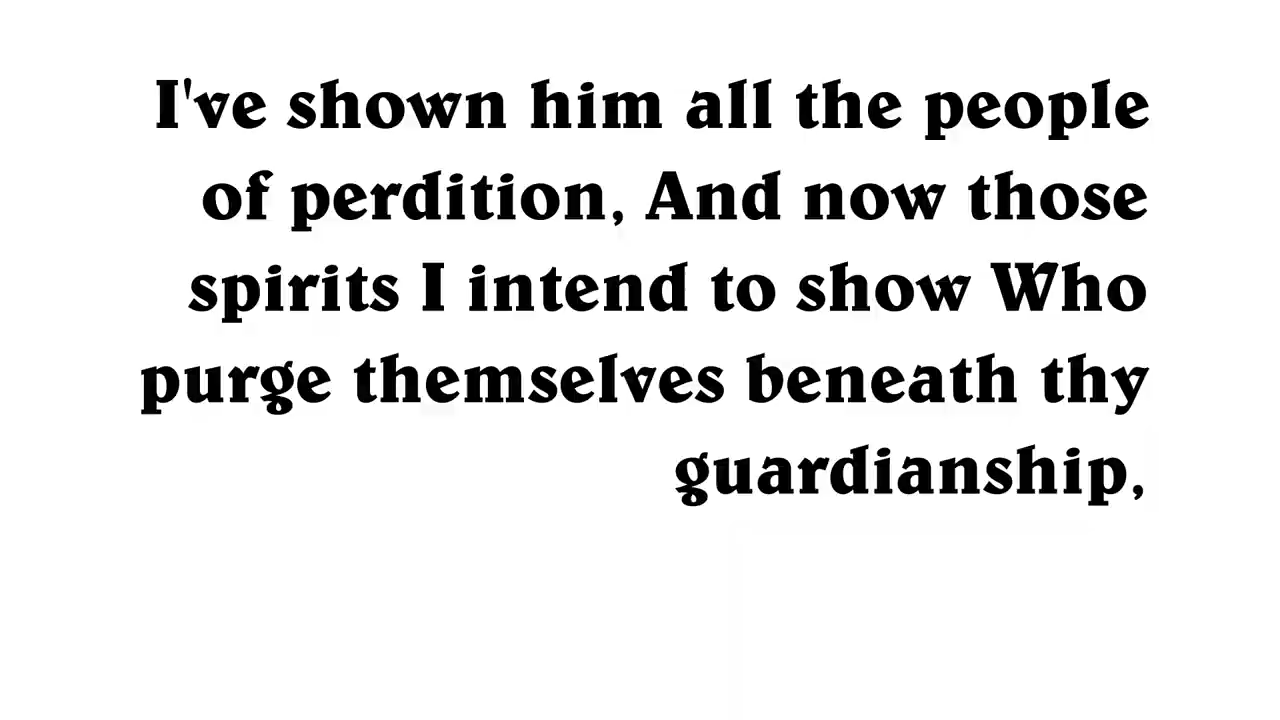 I've shown him all the people
of perdition, And now those
spirits I intend to show Who
purge themselves beneath thy
guardianship,